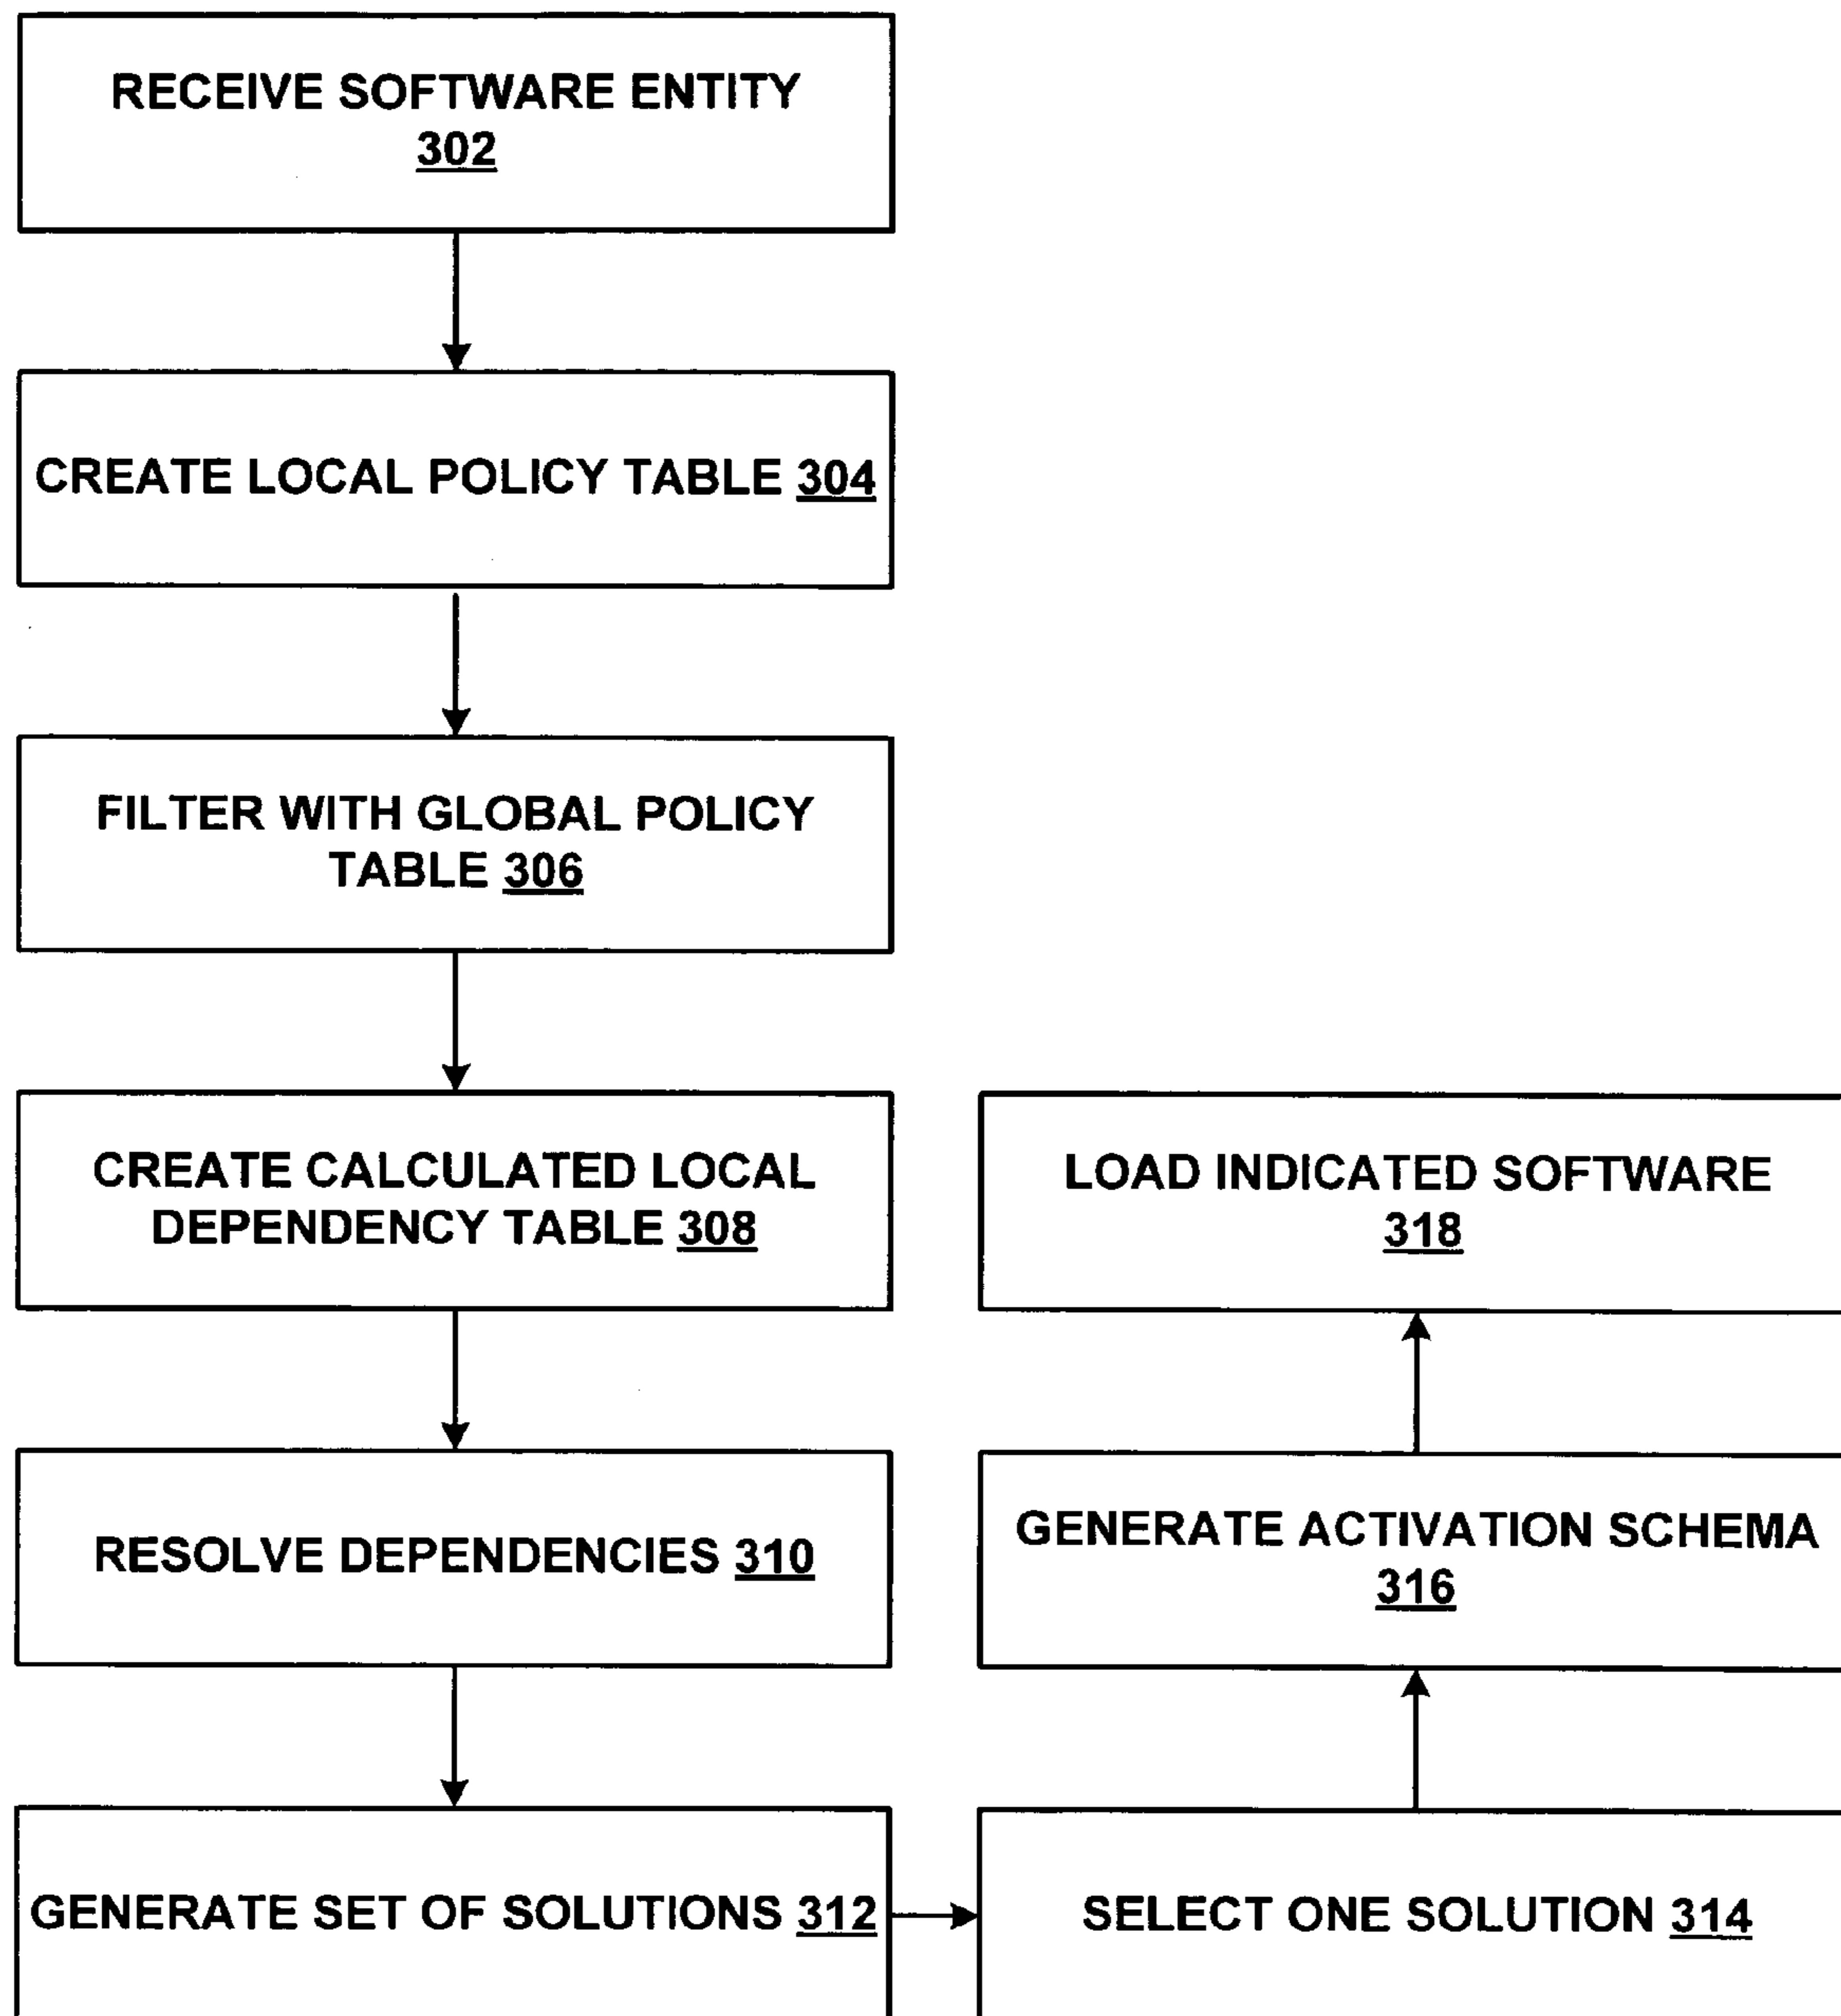 RECEIVE SOFTWARE ENTITY
302
CREATE LOCAL POLICY TABLE 304
FILTER WITH GLOBAL POLICY
TABLE 306
CREATE CALCULATED LOCAL
DEPENDENCY TABLE 308
RESOLVE DEPENDENCIES 310
GENERATE SET OF SOLUTIONS 312
SELECT ONE SOLUTION 314
GENERATE ACTIVATION SCHEMA
316
LOAD INDICATED SOFTWARE
318